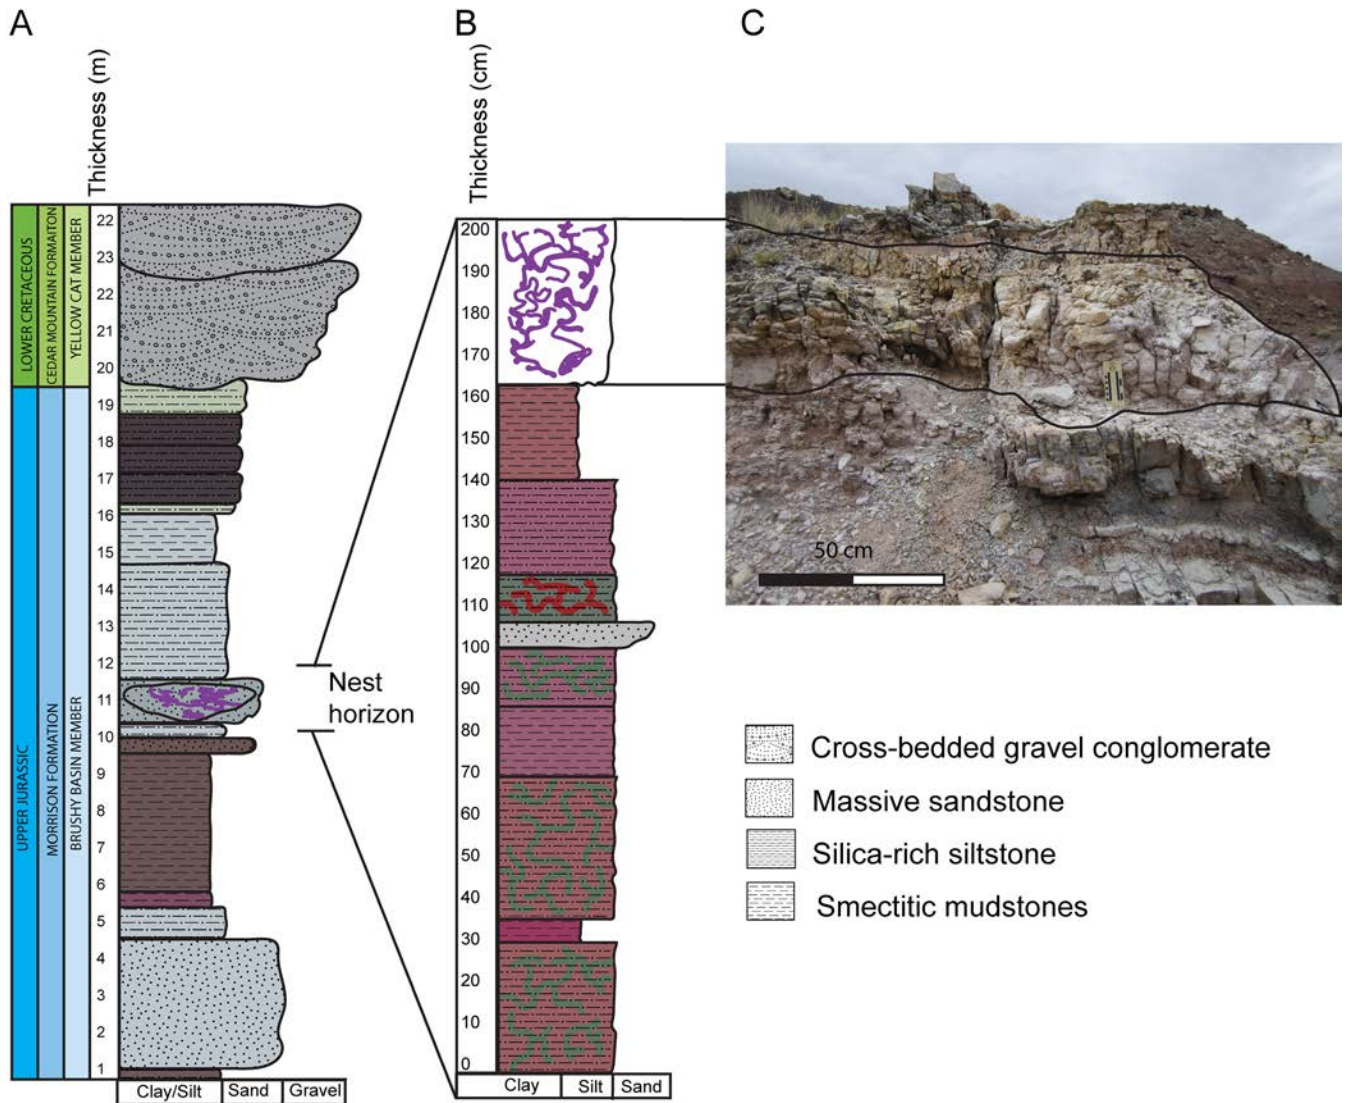 A
B
C
Thickness (m)
Thickness (cm)
LOWER CRETACEOUS
CEDAR MOUNTAIN FORMAITON
YELLOW CAT MEMBER
UPPER JURASSIC
MORRISON FORMATION
BRUSHY BASIN MEMBER
22
23
22
21
20
19
18
17
16
15
14
13
12
11
10
9
8
7
6
5
4
3
2
1
Clay/Silt
Sand
Gravel
Nest
horizon
200
190
180
170
160
150
140
130
120
110
100
90
80
70
60
50
40
30
20
10
0
Clay
Silt
Sand
50 cm
Cross-bedded gravel conglomerate
Massive sandstone
Silica-rich siltstone
Smectitic mudstones